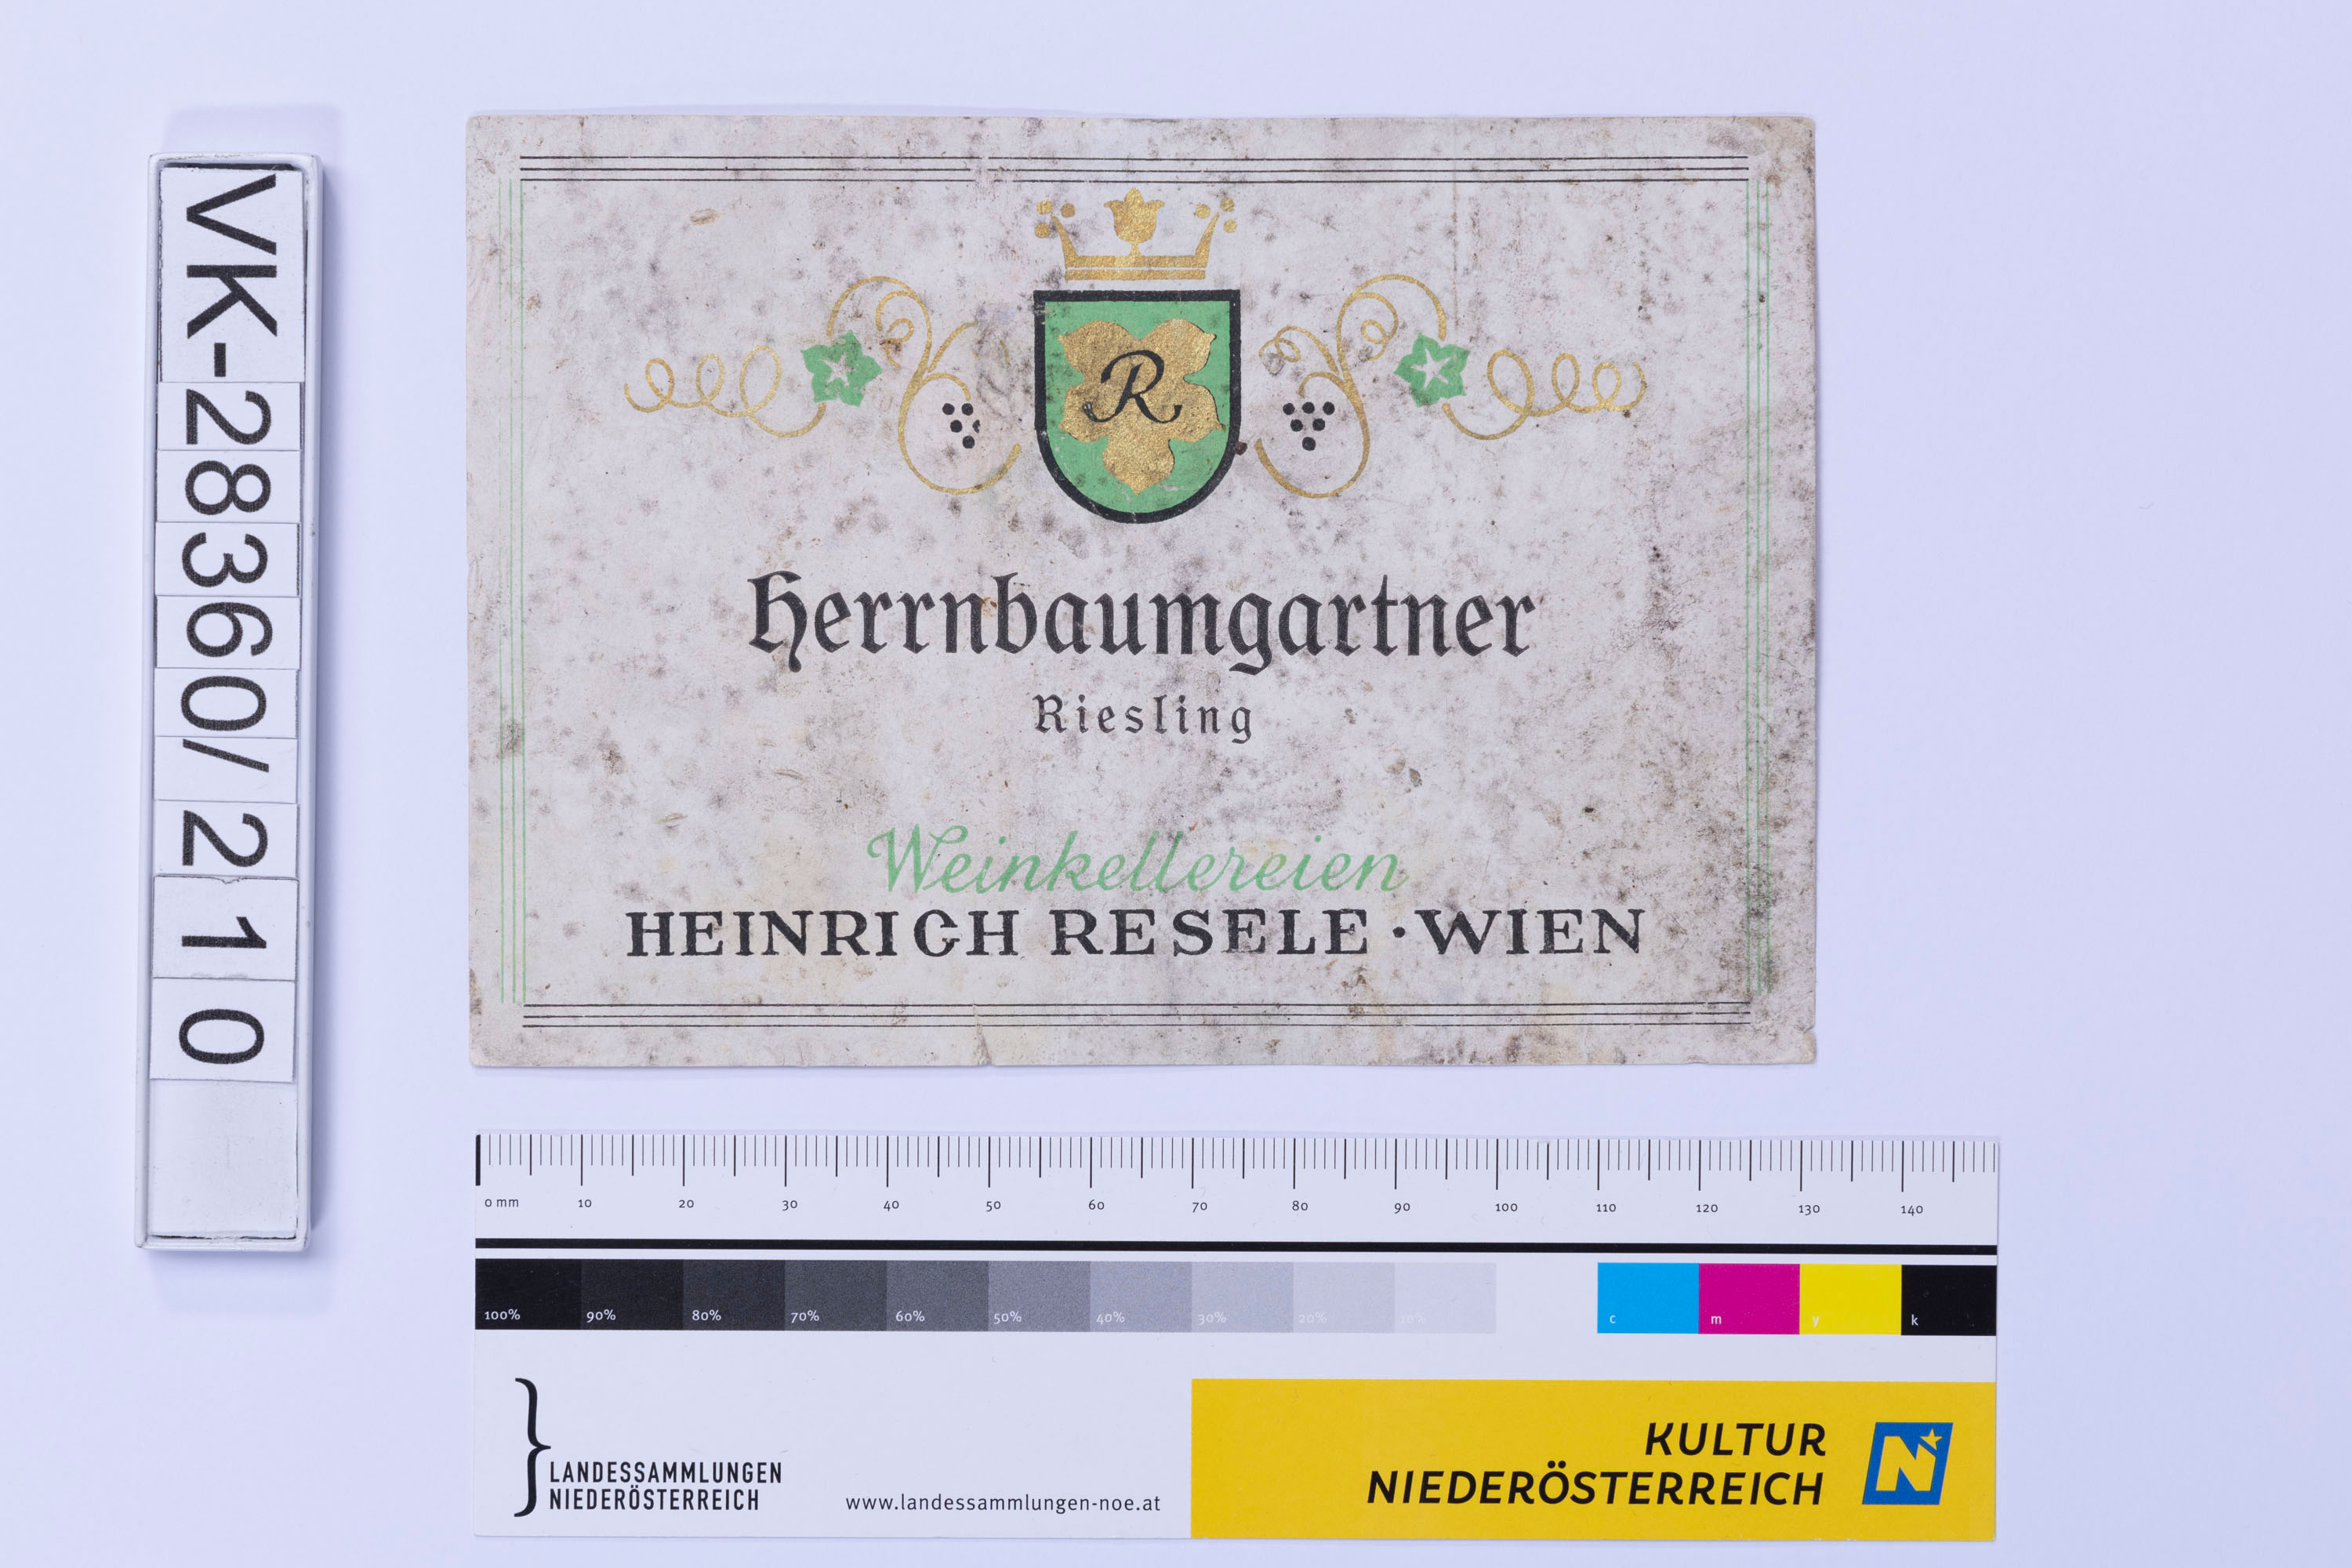 VK-28360/210
R
Herrnbaumgartner
Riesling
Weinkellereien
HEINRICH RESELE · WIEN
0 mm 10 20 30 40 50 60 70 80 90 100 110 120 130 140
100% 90% 80% 70% 60% 50% 40% 30% 20% 10% c m y k
LANDESSAMMLUNGEN
NIEDERÖSTERREICH
www.landessammlungen-noe.at
KULTUR
NIEDERÖSTERREICH
N